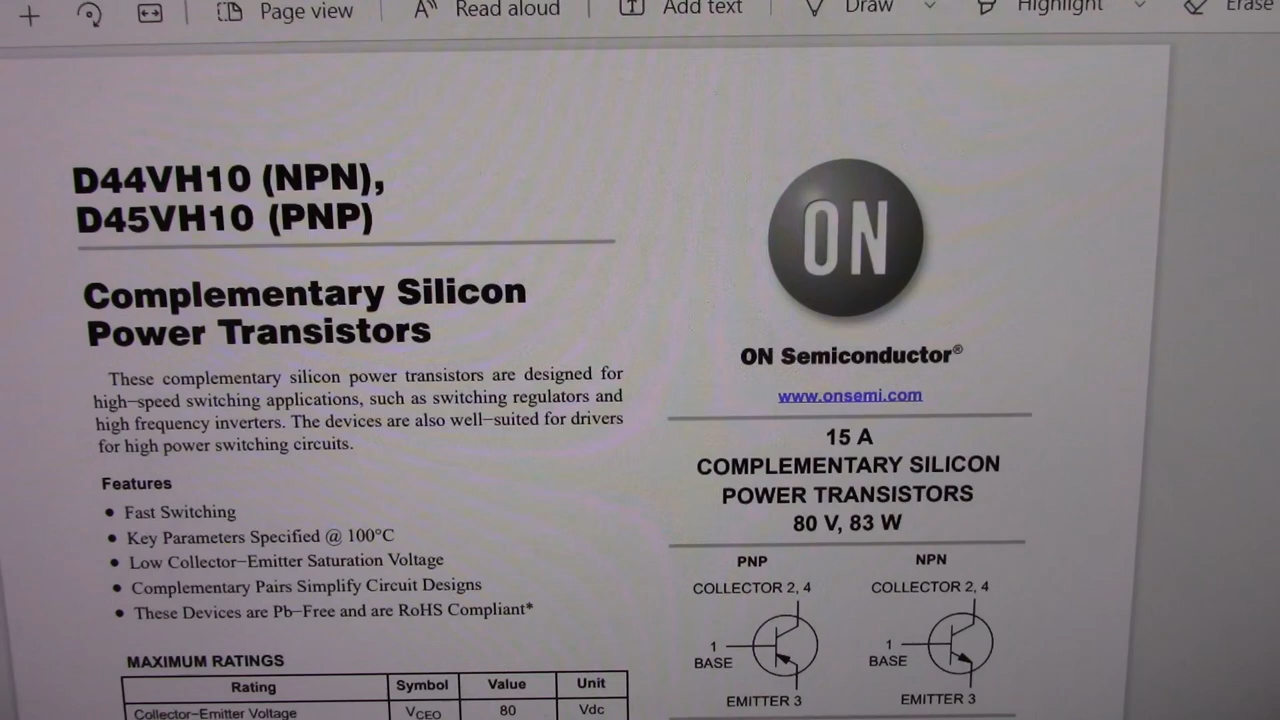 Page view
Read aloud
Add text
Draw
Highlight
Erase
D44VH10 (NPN),
D45VH10 (PNP)
Complementary Silicon
Power Transistors
These complementary silicon power transistors are designed for
high−speed switching applications, such as switching regulators and
high frequency inverters. The devices are also well−suited for drivers
for high power switching circuits.
Features
• Fast Switching
• Key Parameters Specified @ 100°C
• Low Collector−Emitter Saturation Voltage
• Complementary Pairs Simplify Circuit Designs
• These Devices are Pb−Free and are RoHS Compliant*
MAXIMUM RATINGS
Rating Symbol Value Unit
Collector−Emitter Voltage VCEO 80 Vdc
ON
ON Semiconductor®
www.onsemi.com
15 A
COMPLEMENTARY SILICON
POWER TRANSISTORS
80 V, 83 W
PNP NPN
COLLECTOR 2, 4 COLLECTOR 2, 4
1 1
BASE BASE
EMITTER 3 EMITTER 3